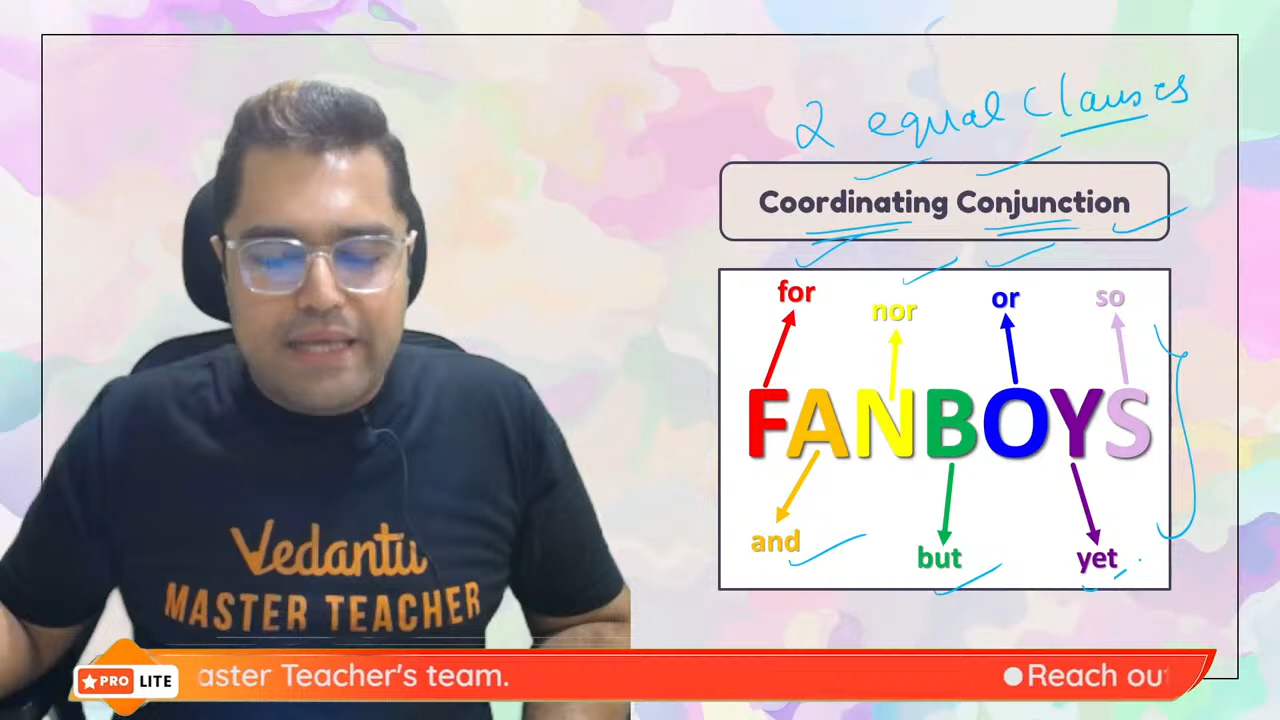 2 equal clauses
Coordinating Conjunction
for
nor
or
so
FANBOYS
and
but
yet
Vedantu
MASTER TEACHER
PRO LITE
aster Teacher's team.
Reach out